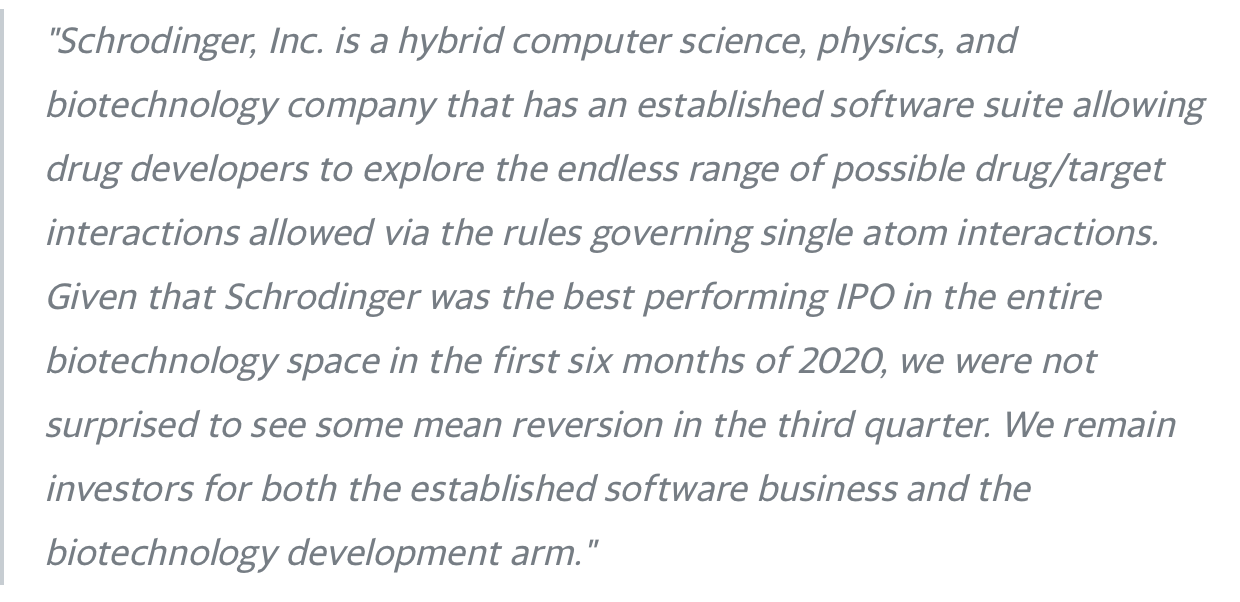 "Schrodinger, Inc. is a hybrid computer science, physics, and
biotechnology company that has an established software suite allowing
drug developers to explore the endless range of possible drug/target
interactions allowed via the rules governing single atom interactions.
Given that Schrodinger was the best performing IPO in the entire
biotechnology space in the first six months of 2020, we were not
surprised to see some mean reversion in the third quarter. We remain
investors for both the established software business and the
biotechnology development arm."